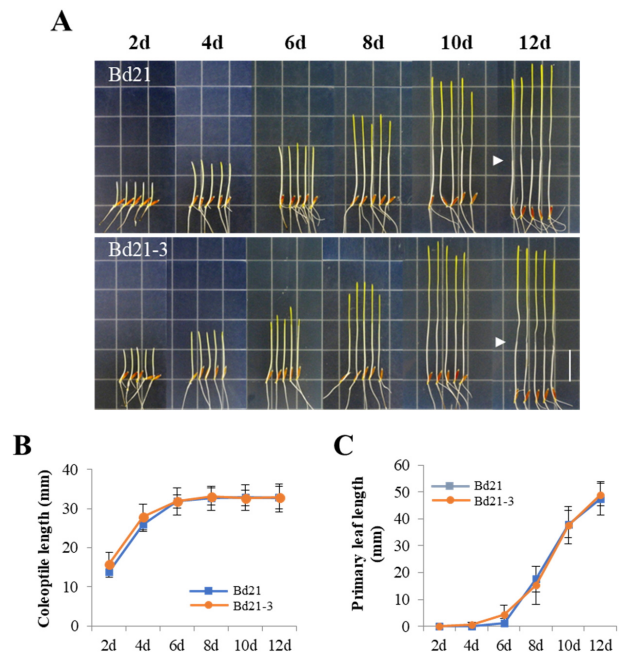 A
2d 4d 6d 8d 10d 12d
Bd21
Bd21-3
B
Coleoptile length (mm)
40
30
20
10
0
Bd21
Bd21-3
2d 4d 6d 8d 10d 12d
C
Primary leaf length
(mm)
60
50
40
30
20
10
0
Bd21
Bd21-3
2d 4d 6d 8d 10d 12d